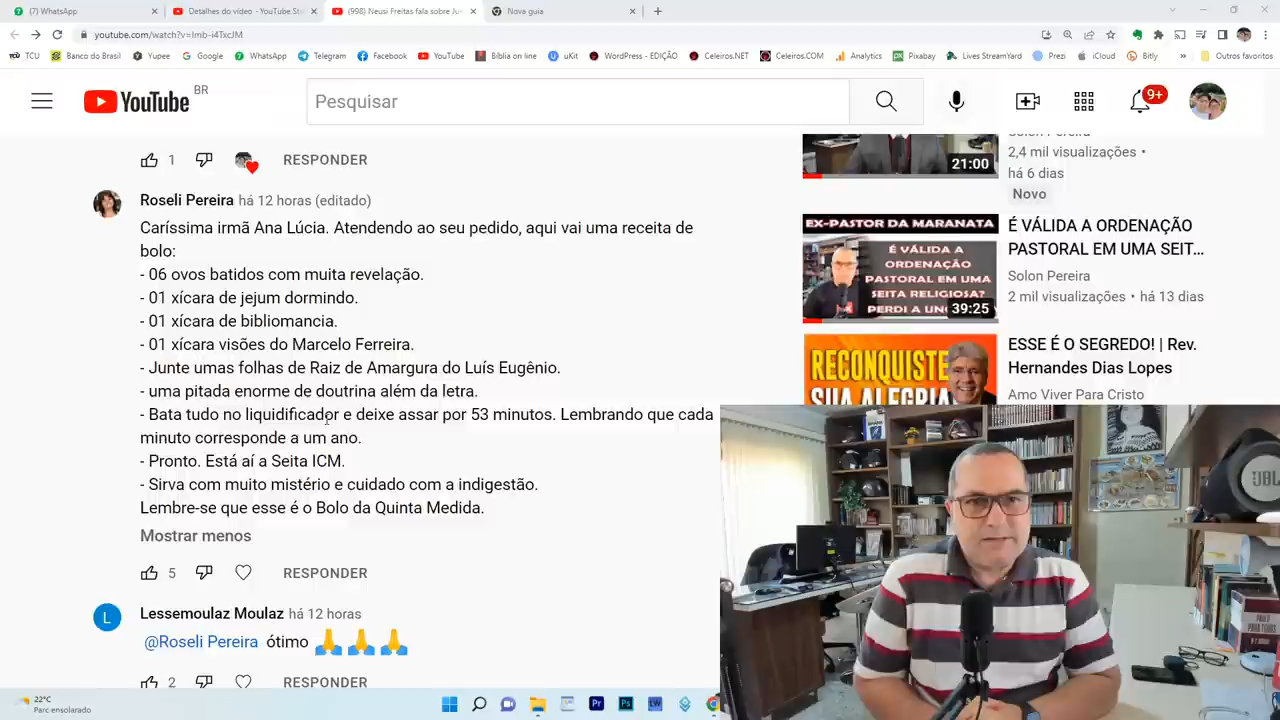 (7) WhatsApp
Detalhes do vídeo - YouTube Stu
(998) Neusi Freitas fala sobre Ju
Nova guia
youtube.com/watch?v=Imb-i4TxcJM
TCU
Banco do Brasil
Yupee
Google
WhatsApp
Telegram
Facebook
YouTube
Bíblia on line
uKit
WordPress - EDIÇÃO
Celeiros.NET
Celeiros.COM
Analytics
Pixabay
Lives StreamYard
Prezi
iCloud
Bitly
»
Outros favoritos
YouTube BR
Pesquisar
9+
1 RESPONDER
Roseli Pereira há 12 horas (editado)
Caríssima irmã Ana Lúcia. Atendendo ao seu pedido, aqui vai uma receita de
bolo:
- 06 ovos batidos com muita revelação.
- 01 xícara de jejum dormindo.
- 01 xícara de bibliomancia.
- 01 xícara visões do Marcelo Ferreira.
- Junte umas folhas de Raiz de Amargura do Luís Eugênio.
- uma pitada enorme de doutrina além da letra.
- Bata tudo no liquidificador e deixe assar por 53 minutos. Lembrando que cada
minuto corresponde a um ano.
- Pronto. Está aí a Seita ICM.
- Sirva com muito mistério e cuidado com a indigestão.
Lembre-se que esse é o Bolo da Quinta Medida.
Mostrar menos
5 RESPONDER
L
Lessemoulaz Moulaz há 12 horas
@Roseli Pereira ótimo 🙏🙏🙏
2 RESPONDER
21:00
Solon Pereira
2,4 mil visualizações •
há 6 dias
Novo
EX-PASTOR DA MARANATA
É VÁLIDA A
ORDENAÇÃO
PASTORAL EM UMA
SEITA RELIGIOSA?
PERDI A UN
39:25
É VÁLIDA A ORDENAÇÃO
PASTORAL EM UMA SEIT...
Solon Pereira
2 mil visualizações • há 13 dias
RECONQUISTE
SUA ALEGRIA
ESSE É O SEGREDO! | Rev.
Hernandes Dias Lopes
Amo Viver Para Cristo
JBL
22°C
Parc ensolarado
Pr
Ps
LW